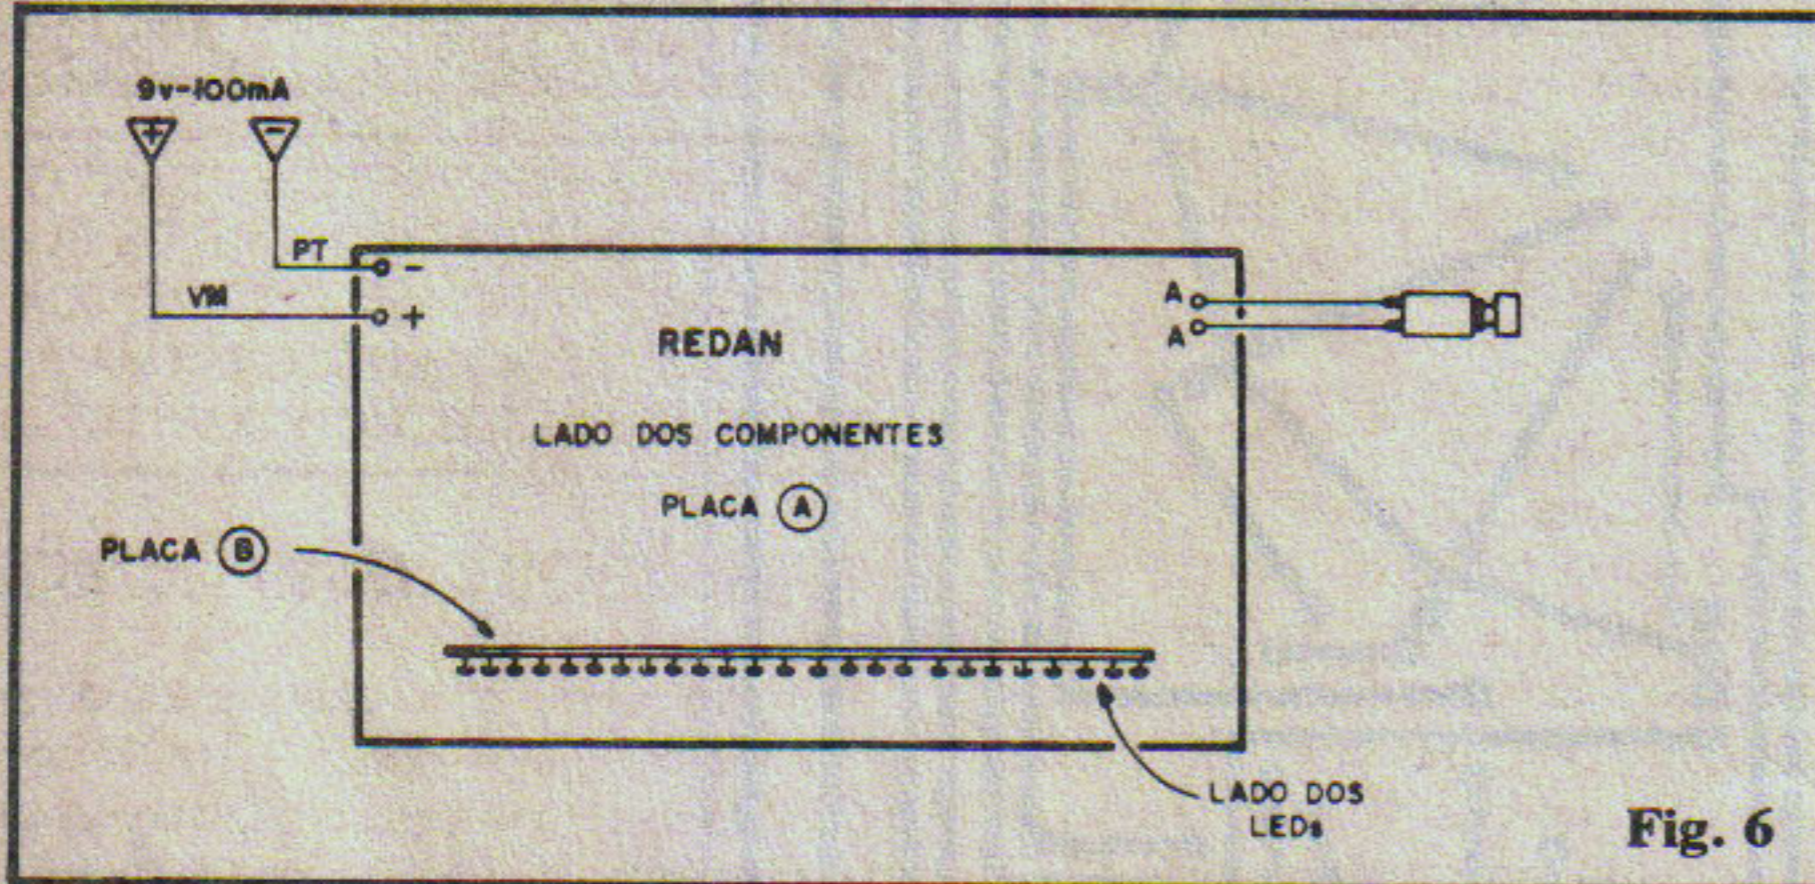 9v-100mA
+ -
PT
-
VM
+
A
A
REDAN
LADO DOS COMPONENTES
PLACA A
PLACA B
LADO DOS
LEDs
Fig. 6